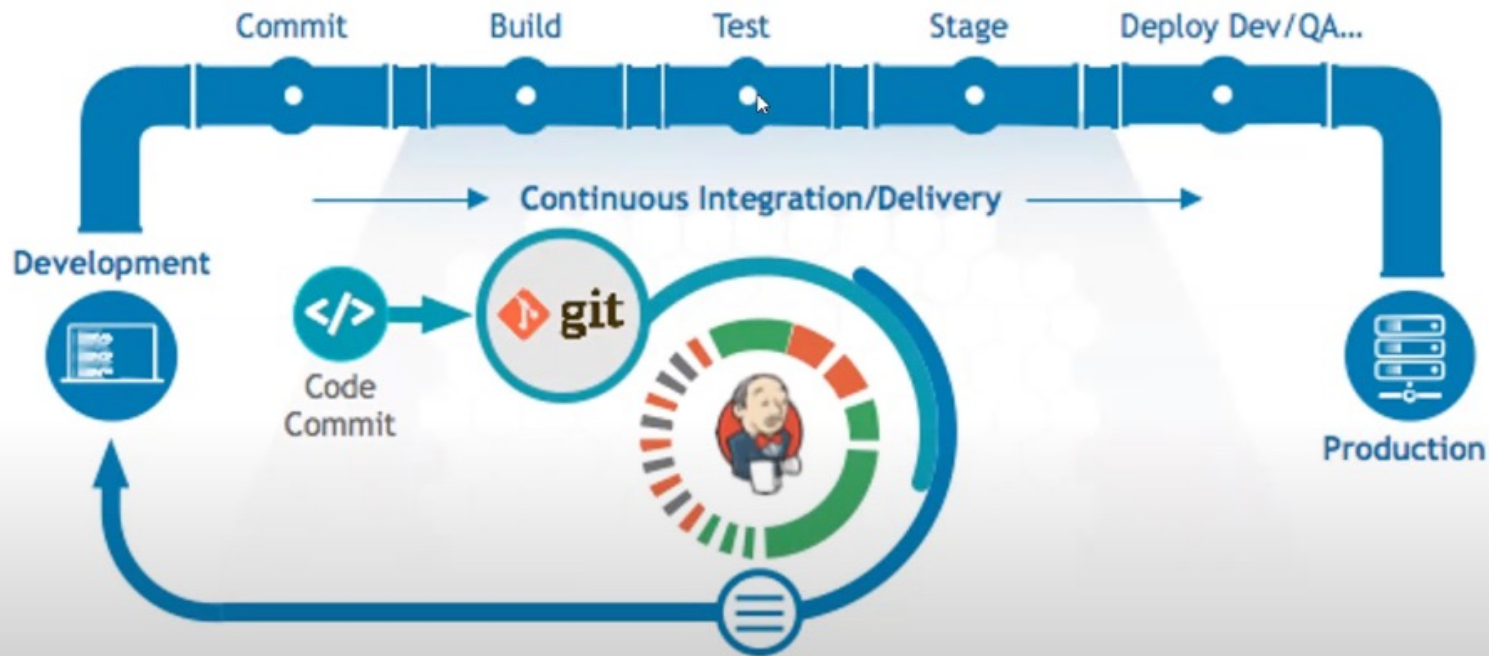 Commit Build Test Stage Deploy Dev/QA...
Continuous Integration/Delivery
Development
</>
git
Code
Commit
Production